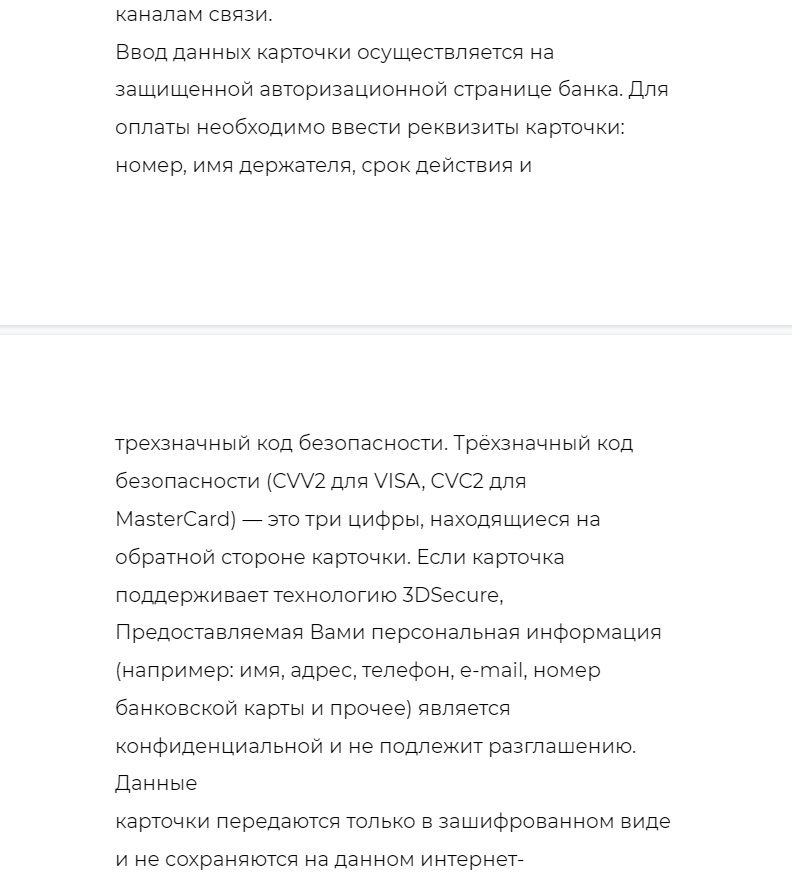 каналам связи.
Ввод данных карточки осуществляется на
защищенной авторизационной странице банка. Для
оплаты необходимо ввести реквизиты карточки:
номер, имя держателя, срок действия и
трехзначный код безопасности. Трёхзначный код
безопасности (CVV2 для VISA, CVC2 для
MasterCard) — это три цифры, находящиеся на
обратной стороне карточки. Если карточка
поддерживает технологию 3DSecure,
Предоставляемая Вами персональная информация
(например: имя, адрес, телефон, e-mail, номер
банковской карты и прочее) является
конфиденциальной и не подлежит разглашению.
Данные
карточки передаются только в зашифрованном виде
и не сохраняются на данном интернет-